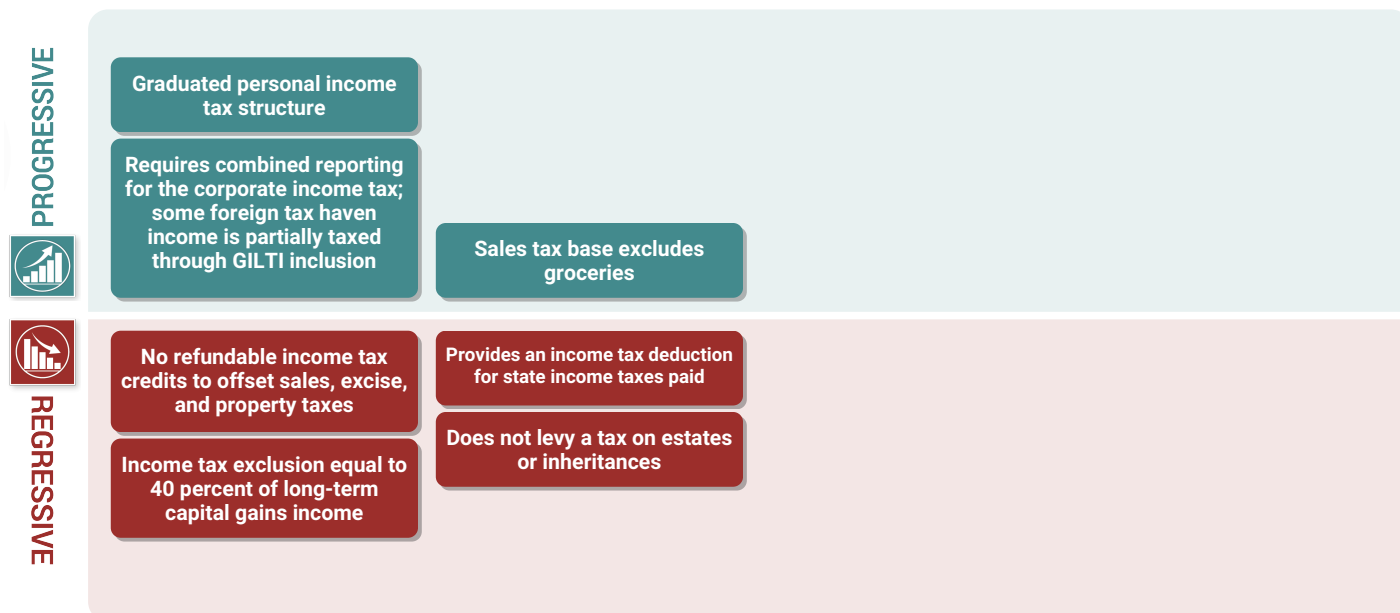 PROGRESSIVE
Graduated personal income
tax structure
Requires combined reporting
for the corporate income tax;
some foreign tax haven
income is partially taxed
through GILTI inclusion
Sales tax base excludes
groceries
REGRESSIVE
No refundable income tax
credits to offset sales, excise,
and property taxes
Income tax exclusion equal to
40 percent of long-term
capital gains income
Provides an income tax deduction
for state income taxes paid
Does not levy a tax on estates
or inheritances